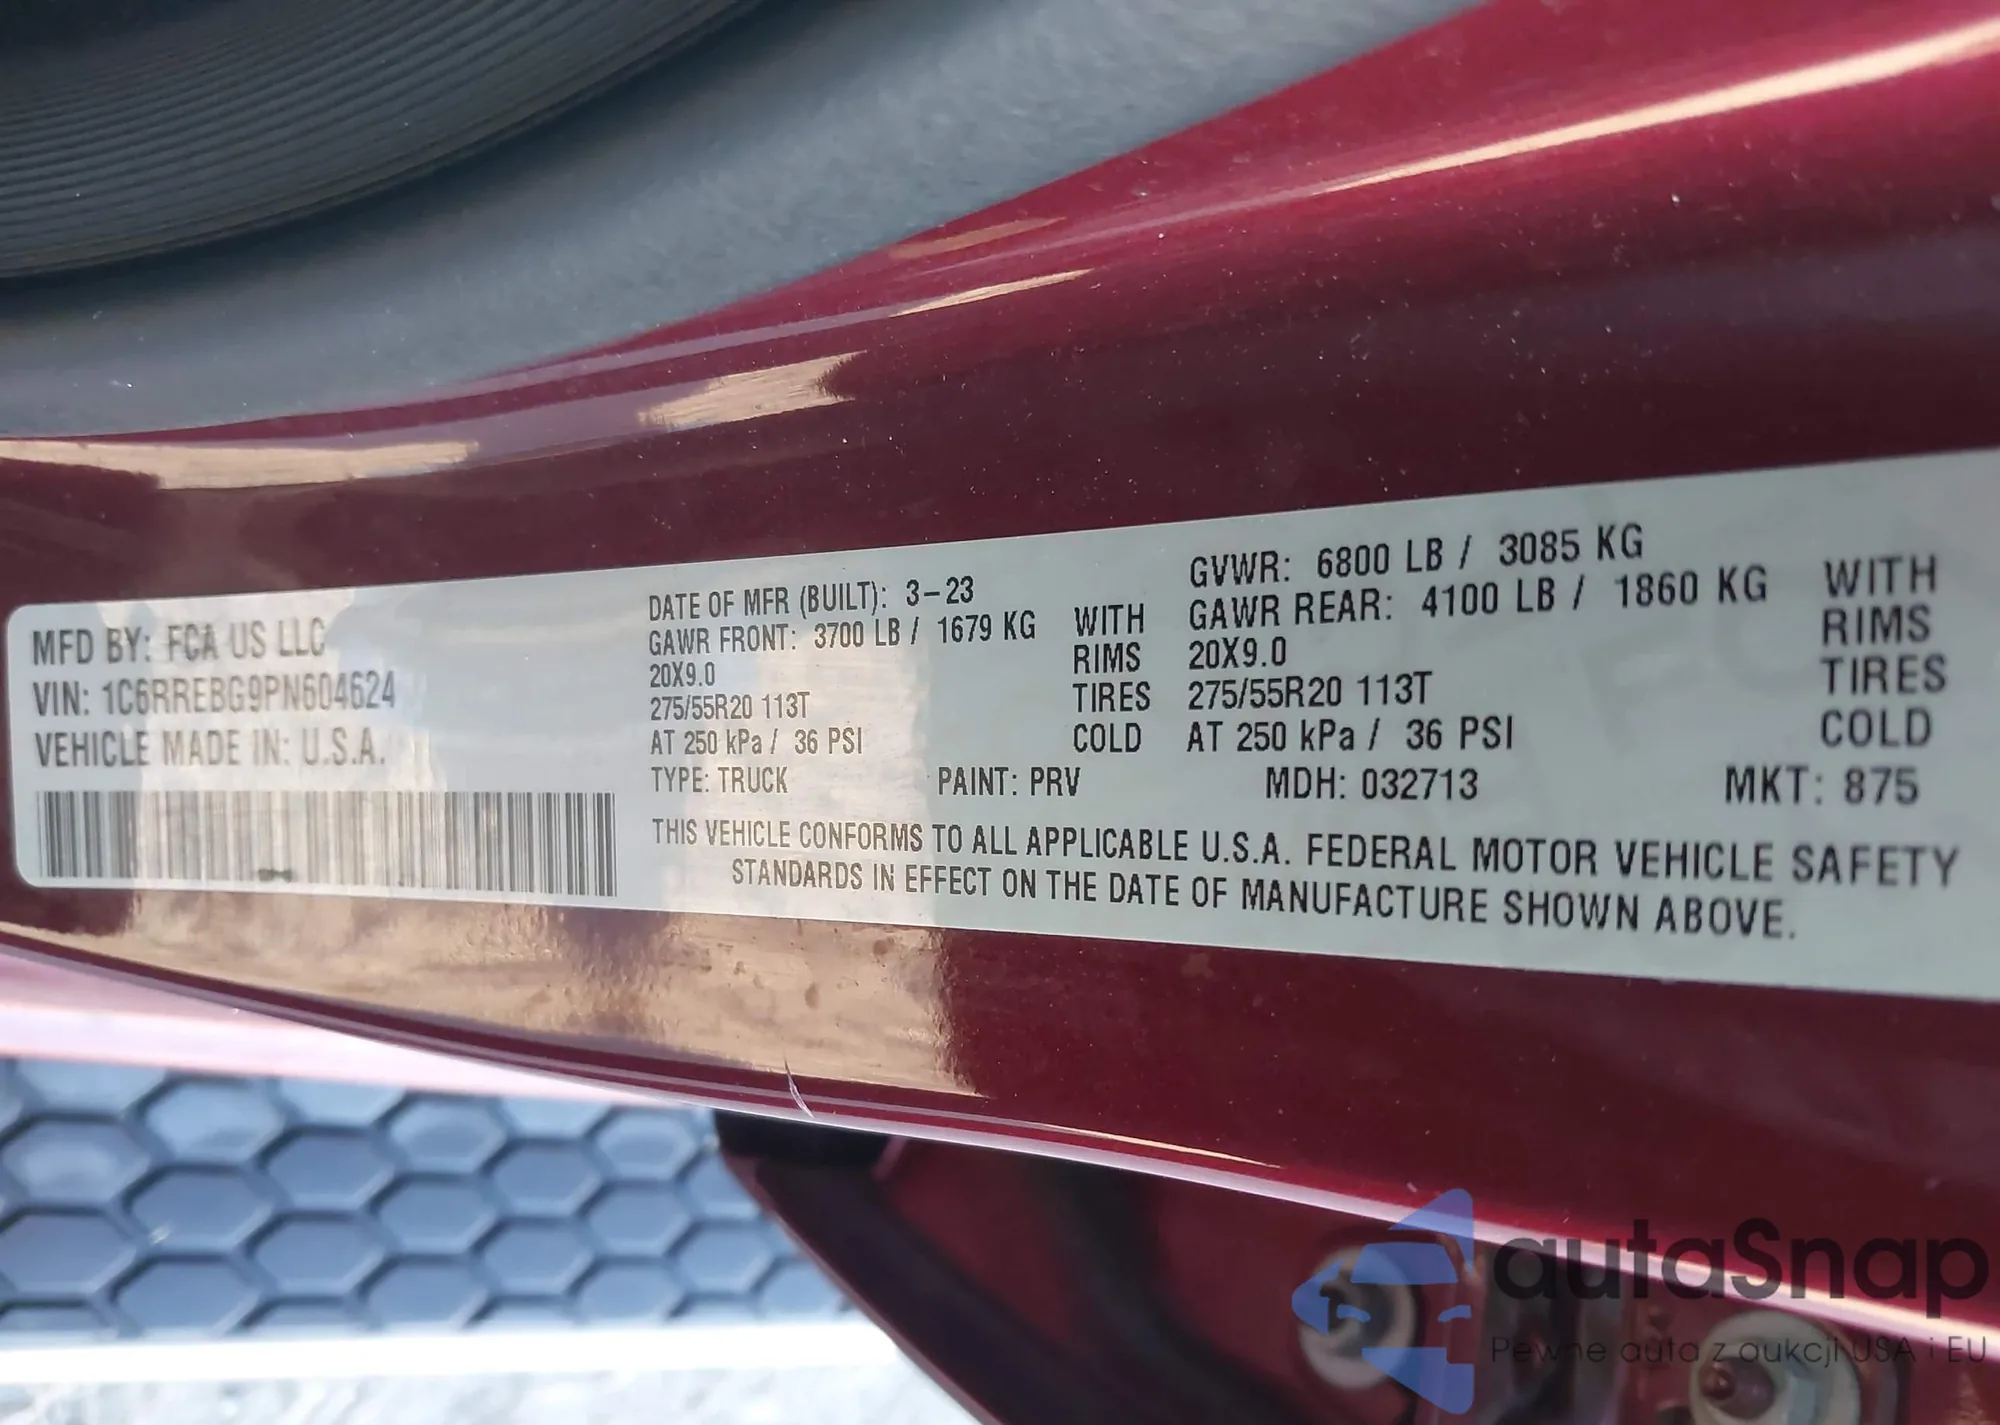 MFD BY: FCA US LLC
VIN: 1C6RREBG9PN604624
VEHICLE MADE IN: U.S.A.
DATE OF MFR (BUILT): 3-23
GAWR FRONT: 3700 LB / 1679 KG WITH
20X9.0 RIMS
275/55R20 113T TIRES
AT 250 kPa / 36 PSI COLD
GVWR: 6800 LB / 3085 KG
GAWR REAR: 4100 LB / 1860 KG WITH
20X9.0 RIMS
275/55R20 113T TIRES
AT 250 kPa / 36 PSI COLD
TYPE: TRUCK PAINT: PRV MDH: 032713 MKT: 875
THIS VEHICLE CONFORMS TO ALL APPLICABLE U.S.A. FEDERAL MOTOR VEHICLE SAFETY
STANDARDS IN EFFECT ON THE DATE OF MANUFACTURE SHOWN ABOVE.
autaSnap
Pewne auta z aukcji USA i EU